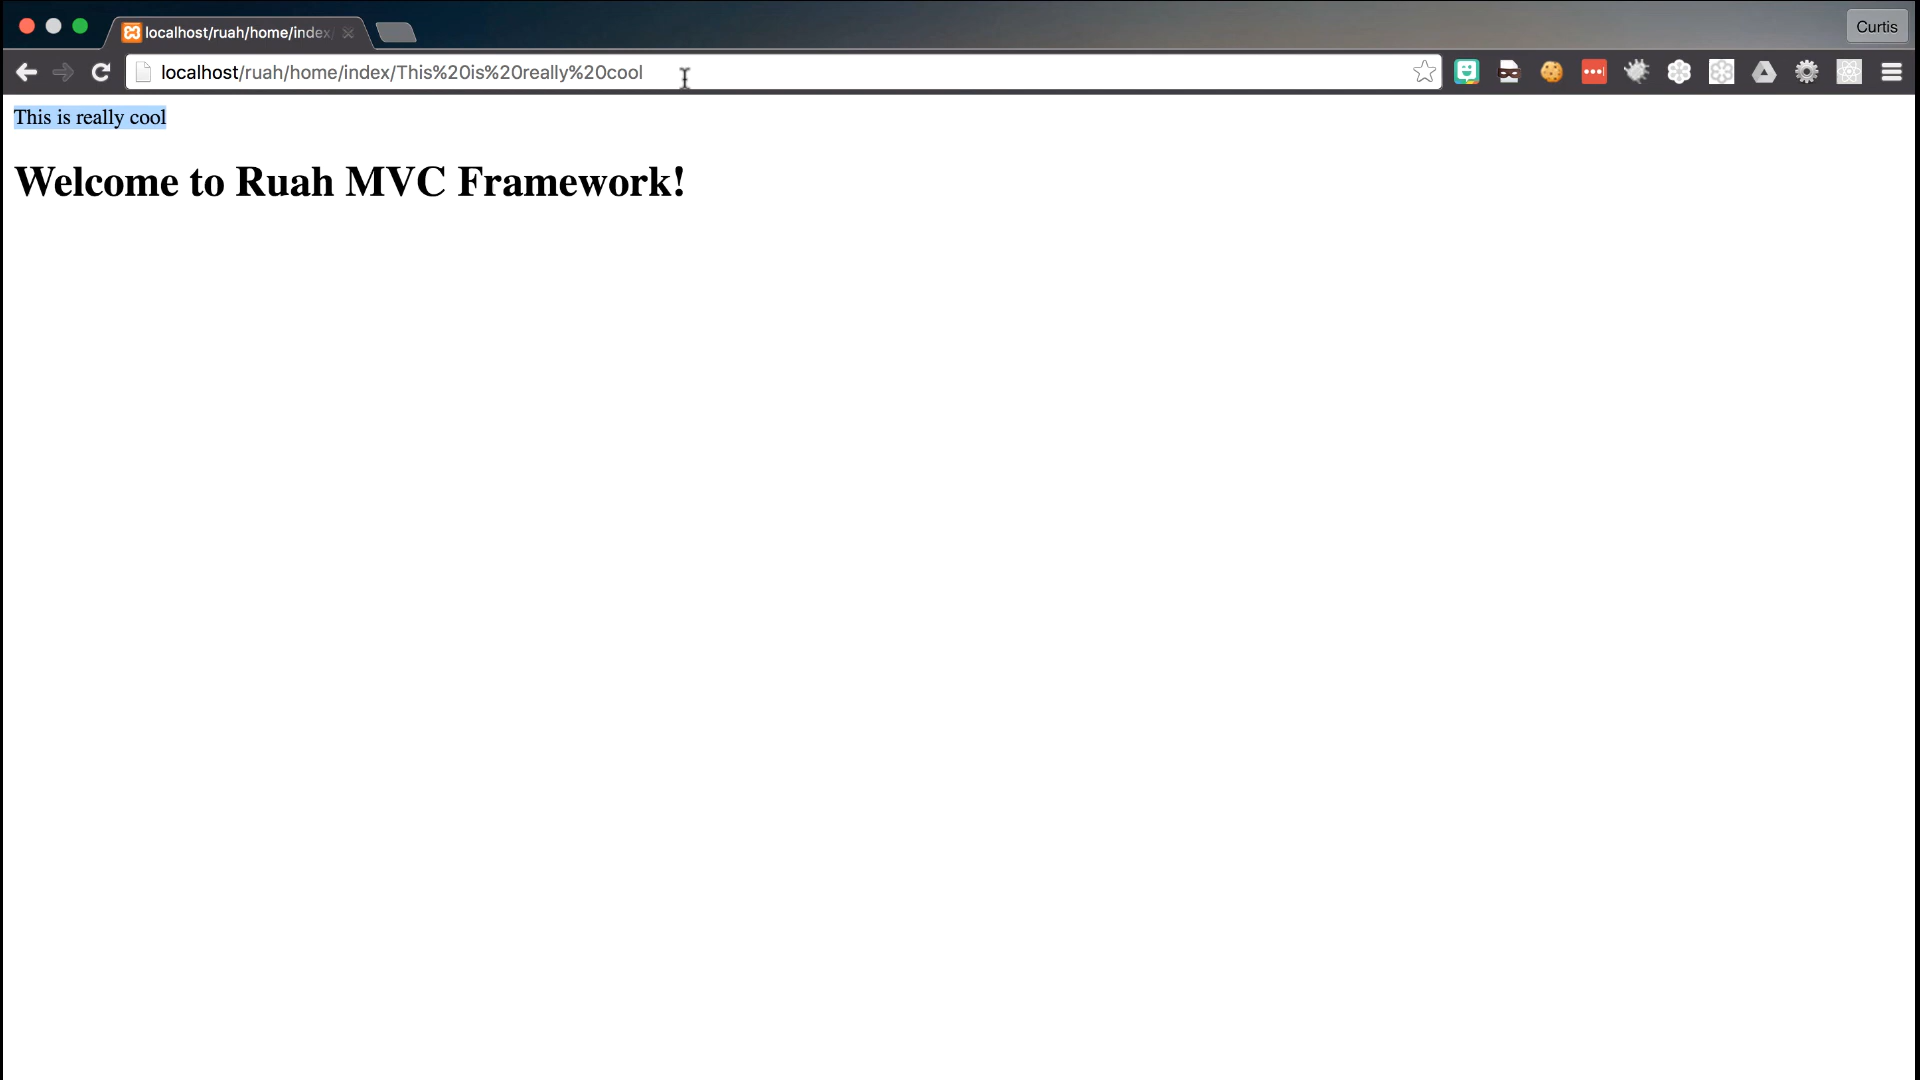 localhost/ruah/home/index
Curtis
localhost/ruah/home/index/This%20is%20really%20cool
This is really cool
Welcome to Ruah MVC Framework!